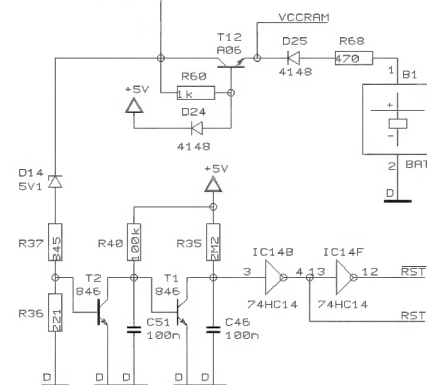 VCCRAM
T12
A06
D25
4148
R68
470
1
B1
R60
1k
+5V
D24
4148
+
-
2
BAT
D
D14
5V1
+5V
R37
845
R40
100k
R35
2M2
IC14B
IC14F
3
4
13
12
RST
74HC14
74HC14
RST
T2
846
T1
846
R36
221
C51
100n
C46
100n
D
D
D
D
D